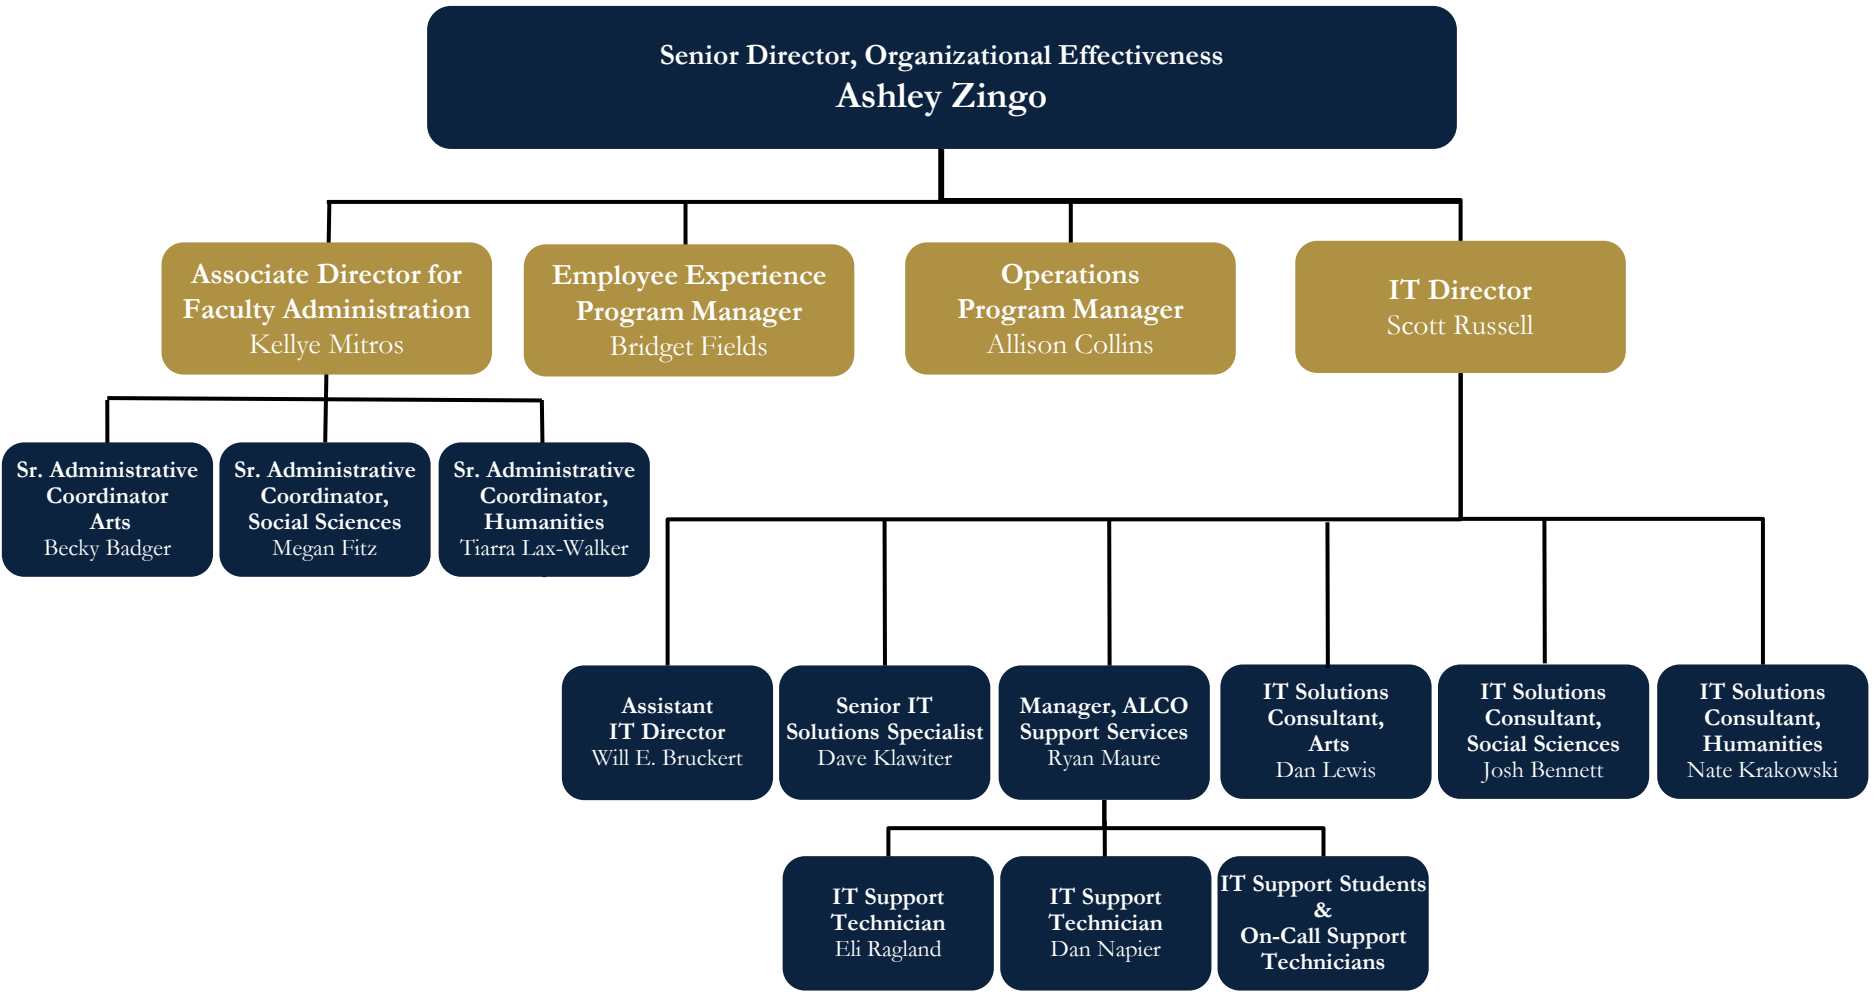 Senior Director, Organizational Effectiveness
Ashley Zingo
Associate Director for
Faculty Administration
Kellye Mitros
Employee Experience
Program Manager
Bridget Fields
Operations
Program Manager
Allison Collins
IT Director
Scott Russell
Sr. Administrative
Coordinator
Arts
Becky Badger
Sr. Administrative
Coordinator,
Social Sciences
Megan Fitz
Sr. Administrative
Coordinator,
Humanities
Tiarra Lax-Walker
Assistant
IT Director
Will E. Bruckert
Senior IT
Solutions Specialist
Dave Klawiter
Manager, ALCO
Support Services
Ryan Maure
IT Solutions
Consultant,
Arts
Dan Lewis
IT Solutions
Consultant,
Social Sciences
Josh Bennett
IT Solutions
Consultant,
Humanities
Nate Krakowski
IT Support
Technician
Eli Ragland
IT Support
Technician
Dan Napier
IT Support Students
&
On-Call Support
Technicians